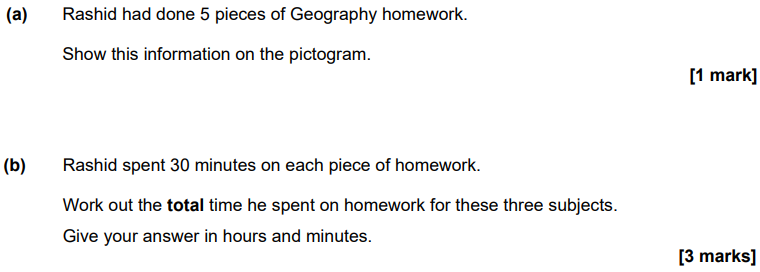 (a) Rashid had done 5 pieces of Geography homework.
Show this information on the pictogram.
[1 mark]
(b) Rashid spent 30 minutes on each piece of homework.
Work out the total time he spent on homework for these three subjects.
Give your answer in hours and minutes.
[3 marks]